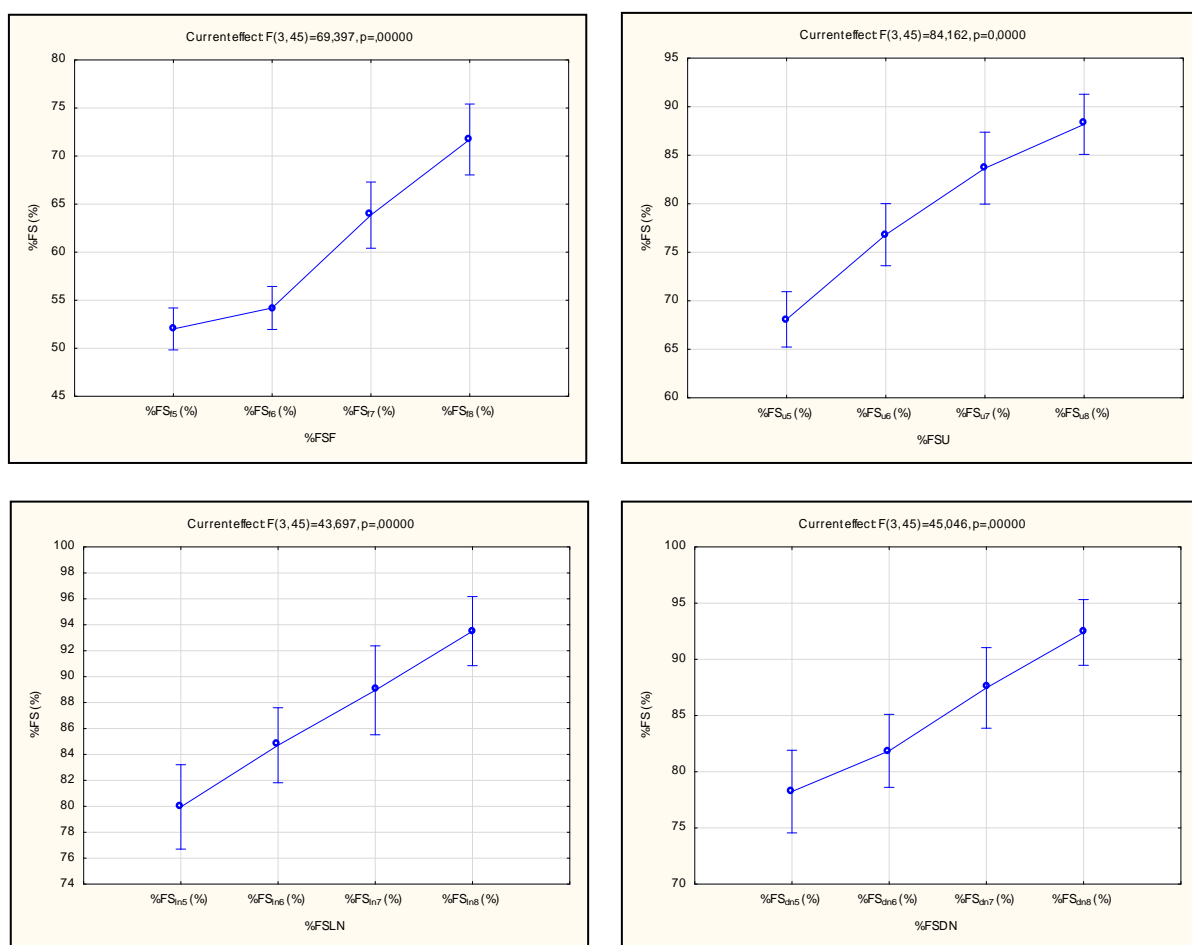 Current effect: F(3, 45)=69,397, p=,00000
80
75
70
65
60
55
50
45
%FS (%)
%FSf5 (%) %FSf6 (%) %FSf7 (%) %FSf8 (%)
%FSF
Current effect: F(3, 45)=84,162, p=0,0000
95
90
85
80
75
70
65
60
%FS (%)
%FSu5 (%) %FSu6 (%) %FSu7 (%) %FSu8 (%)
%FSU
Current effect: F(3, 45)=43,697, p=,00000
100
98
96
94
92
90
88
86
84
82
80
78
76
74
%FS (%)
%FSln5 (%) %FSln6 (%) %FSln7 (%) %FSln8 (%)
%FSLN
Current effect: F(3, 45)=45,046, p=,00000
100
95
90
85
80
75
70
%FS (%)
%FSdn5 (%) %FSdn6 (%) %FSdn7 (%) %FSdn8 (%)
%FSDN